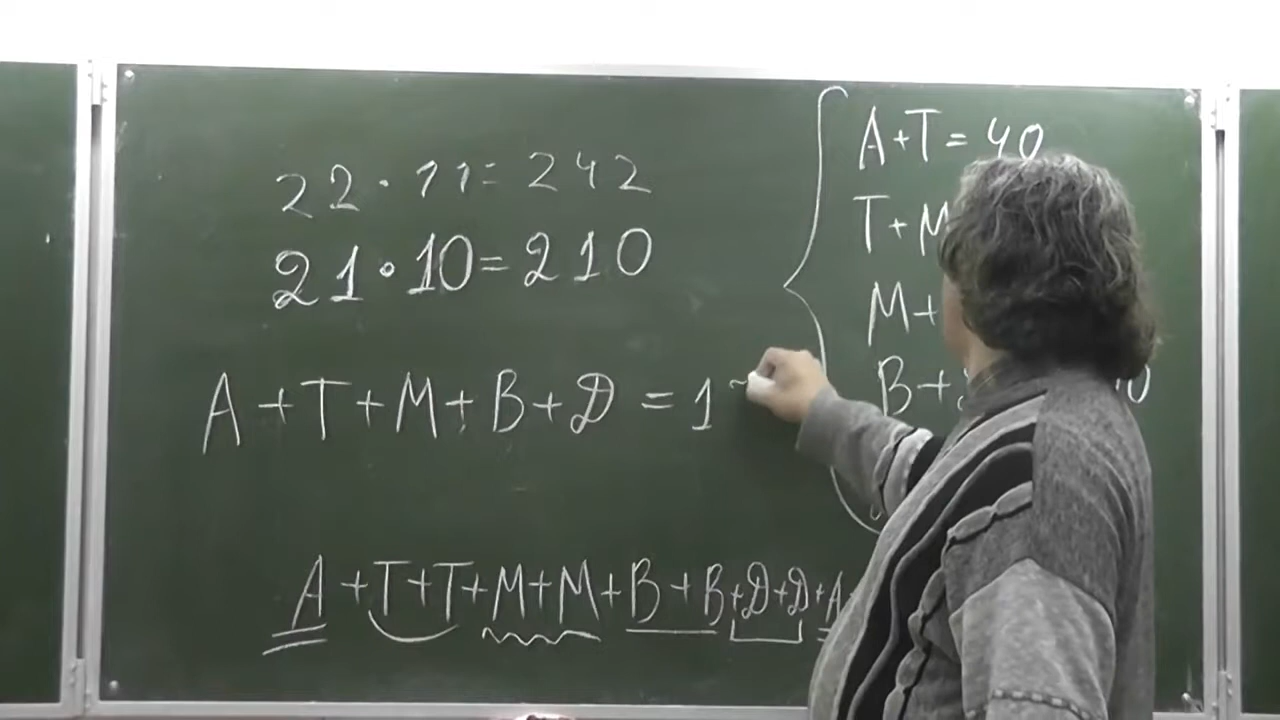 22 · 11 = 242
21 · 10 = 210
A + T + M + B + D = 1
A + T + T + M + M + B + B + D + D + A
A + T = 40
T + M
M +
B +